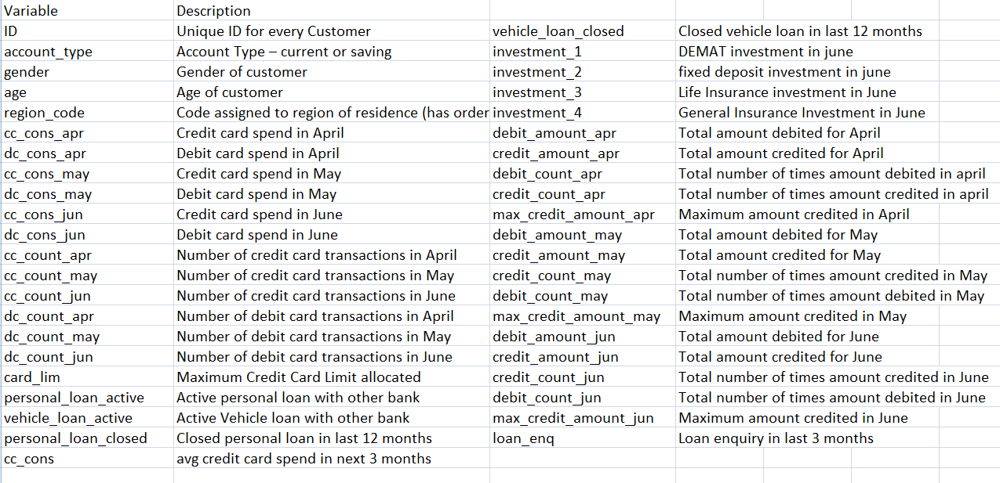 Variable Description
ID Unique ID for every Customer vehicle_loan_closed Closed vehicle loan in last 12 months
account_type Account Type – current or saving investment_1 DEMAT investment in june
gender Gender of customer investment_2 fixed deposit investment in june
age Age of customer investment_3 Life Insurance investment in June
region_code Code assigned to region of residence (has order investment_4 General Insurance Investment in June
cc_cons_apr Credit card spend in April debit_amount_apr Total amount debited for April
dc_cons_apr Debit card spend in April credit_amount_apr Total amount credited for April
cc_cons_may Credit card spend in May debit_count_apr Total number of times amount debited in april
dc_cons_may Debit card spend in May credit_count_apr Total number of times amount credited in april
cc_cons_jun Credit card spend in June max_credit_amount_apr Maximum amount credited in April
dc_cons_jun Debit card spend in June debit_amount_may Total amount debited for May
cc_count_apr Number of credit card transactions in April credit_amount_may Total amount credited for May
cc_count_may Number of credit card transactions in May credit_count_may Total number of times amount credited in May
cc_count_jun Number of credit card transactions in June debit_count_may Total number of times amount debited in May
dc_count_apr Number of debit card transactions in April max_credit_amount_may Maximum amount credited in May
dc_count_may Number of debit card transactions in May debit_amount_jun Total amount debited for June
dc_count_jun Number of debit card transactions in June credit_amount_jun Total amount credited for June
card_lim Maximum Credit Card Limit allocated credit_count_jun Total number of times amount credited in June
personal_loan_active Active personal loan with other bank debit_count_jun Total number of times amount debited in June
vehicle_loan_active Active Vehicle loan with other bank max_credit_amount_jun Maximum amount credited in June
personal_loan_closed Closed personal loan in last 12 months loan_enq Loan enquiry in last 3 months
cc_cons avg credit card spend in next 3 months